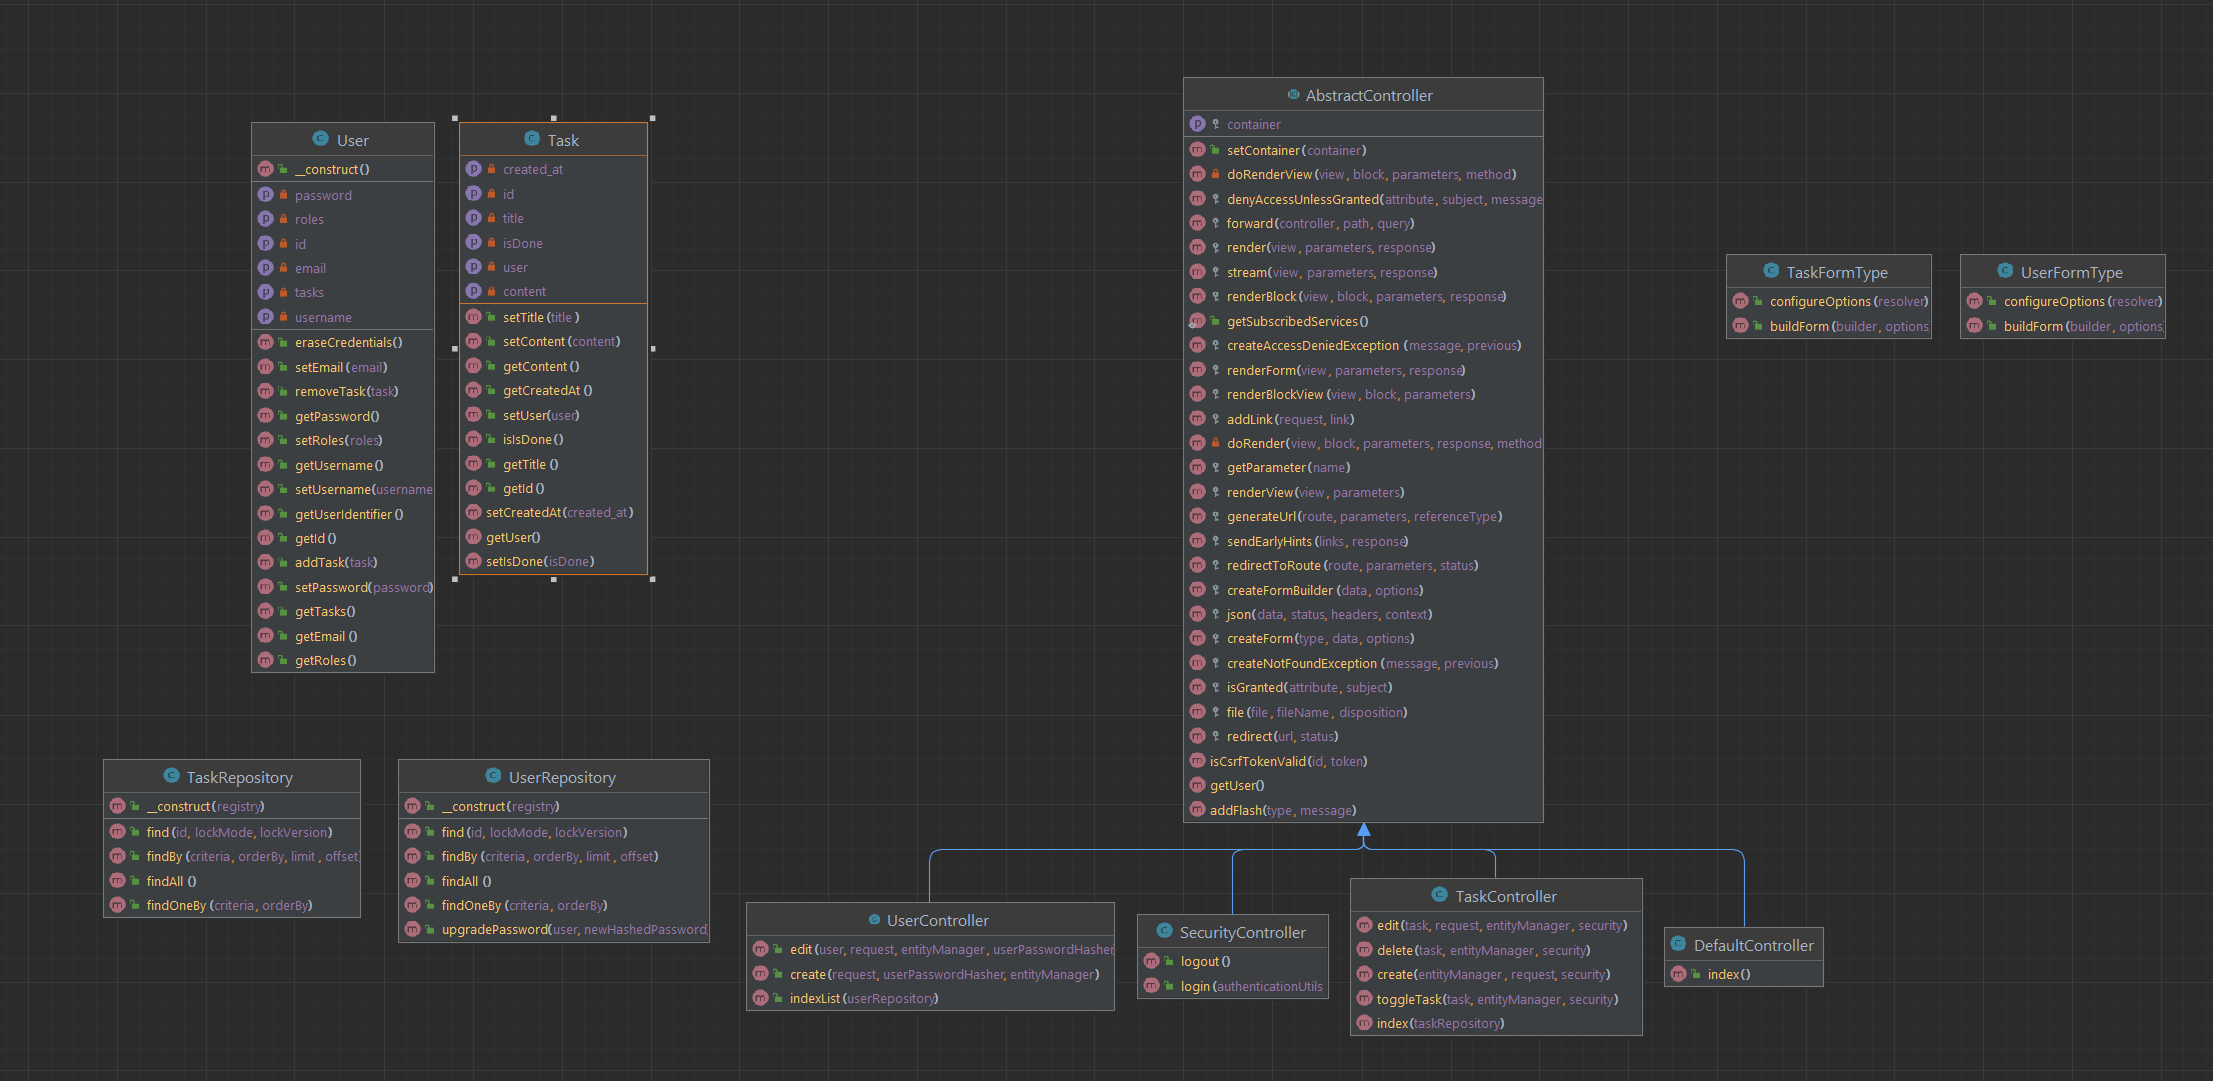 User
__construct()
password
roles
id
email
tasks
username
eraseCredentials()
setEmail(email)
removeTask(task)
getPassword()
setRoles(roles)
getUsername()
setUsername(username
getUserIdentifier()
getId()
addTask(task)
setPassword(password)
getTasks()
getEmail()
getRoles()
Task
created_at
id
title
isDone
user
content
setTitle(title)
setContent(content)
getContent()
getCreatedAt()
setUser(user)
isIsDone()
getTitle()
getId()
setCreatedAt(created_at)
getUser()
setIsDone(isDone)
AbstractController
container
setContainer(container)
doRenderView(view, block, parameters, method)
denyAccessUnlessGranted(attribute, subject, message
forward(controller, path, query)
render(view, parameters, response)
stream(view, parameters, response)
renderBlock(view, block, parameters, response)
getSubscribedServices()
createAccessDeniedException(message, previous)
renderForm(view, parameters, response)
renderBlockView(view, block, parameters)
addLink(request, link)
doRender(view, block, parameters, response, method
getParameter(name)
renderView(view, parameters)
generateUrl(route, parameters, referenceType)
sendEarlyHints(links, response)
redirectToRoute(route, parameters, status)
createFormBuilder(data, options)
json(data, status, headers, context)
createForm(type, data, options)
createNotFoundException(message, previous)
isGranted(attribute, subject)
file(file, fileName, disposition)
redirect(url, status)
isCsrfTokenValid(id, token)
getUser()
addFlash(type, message)
TaskFormType
configureOptions(resolver)
buildForm(builder, options
UserFormType
configureOptions(resolver)
buildForm(builder, options
TaskRepository
__construct(registry)
find(id, lockMode, lockVersion)
findBy(criteria, orderBy, limit, offset
findAll()
findOneBy(criteria, orderBy)
UserRepository
__construct(registry)
find(id, lockMode, lockVersion)
findBy(criteria, orderBy, limit, offset)
findAll()
findOneBy(criteria, orderBy)
upgradePassword(user, newHashedPassword
UserController
edit(user, request, entityManager, userPasswordHasher
create(request, userPasswordHasher, entityManager)
indexList(userRepository)
SecurityController
logout()
login(authenticationUtils
TaskController
edit(task, request, entityManager, security)
delete(task, entityManager, security)
create(entityManager, request, security)
toggleTask(task, entityManager, security)
index(taskRepository)
DefaultController
index()